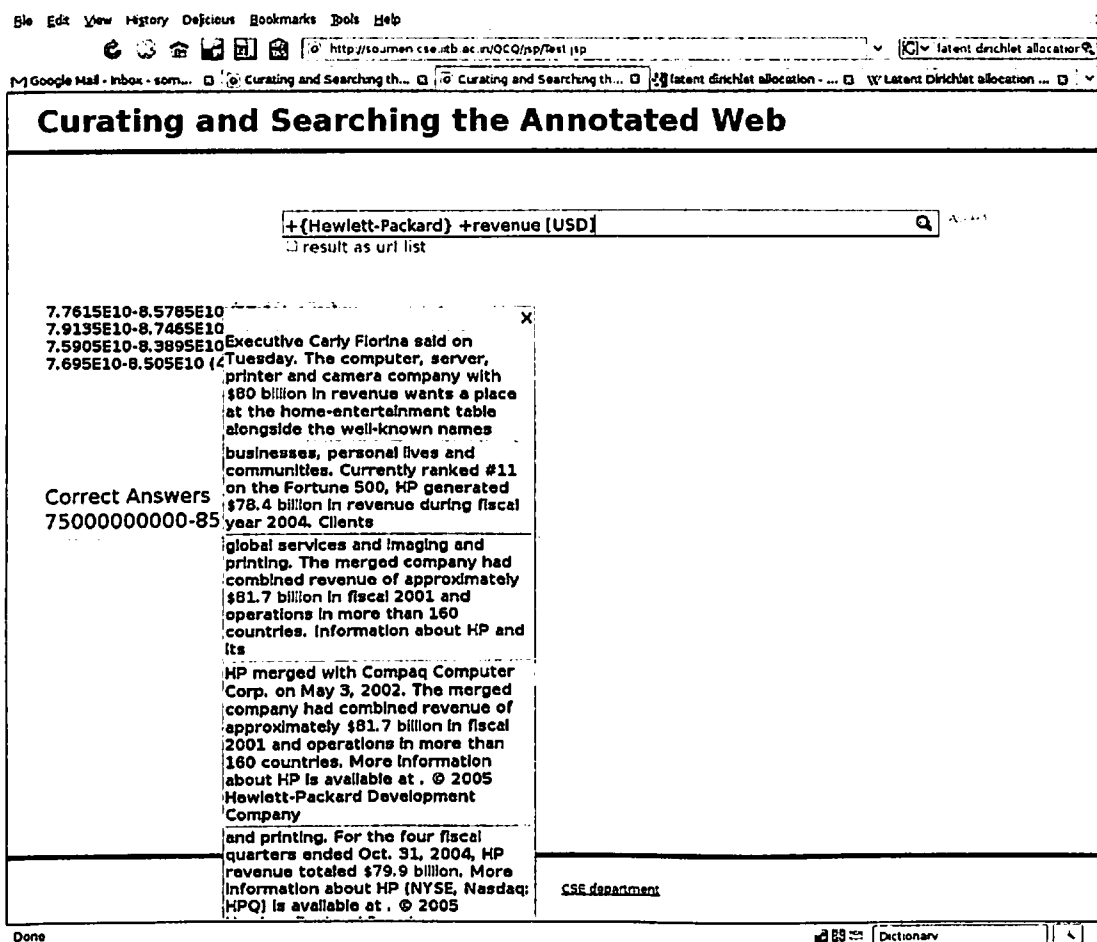 File Edit View History Delicious Bookmarks Tools Help
http://soumen.cse.iitb.ac.in/QCQ/jsp/Test.jsp latent dirichlet allocation
Google Mail - Inbox - som... Curating and Searching th... Curating and Searching th... latent dirichlet allocation - ... Latent Dirichlet allocation ...
Curating and Searching the Annotated Web
+{Hewlett-Packard} +revenue [USD]
result as url list
7.7615E10-8.5785E10
7.9135E10-8.7465E10
7.5905E10-8.3895E10
7.695E10-8.505E10 (4
x
Executive Carly Fiorina said on
Tuesday. The computer, server,
printer and camera company with
$80 billion in revenue wants a place
at the home-entertainment table
alongside the well-known names
businesses, personal lives and
communities. Currently ranked #11
on the Fortune 500, HP generated
$78.4 billion in revenue during fiscal
year 2004. Clients
Correct Answers
75000000000-85
global services and imaging and
printing. The merged company had
combined revenue of approximately
$81.7 billion in fiscal 2001 and
operations in more than 160
countries. Information about HP and
its
HP merged with Compaq Computer
Corp. on May 3, 2002. The merged
company had combined revenue of
approximately $81.7 billion in fiscal
2001 and operations in more than
160 countries. More information
about HP is available at . © 2005
Hewlett-Packard Development
Company
and printing. For the four fiscal
quarters ended Oct. 31, 2004, HP
revenue totaled $79.9 billion. More
information about HP (NYSE, Nasdaq:
HPQ) is available at . © 2005
CSE department
Done Dictionary